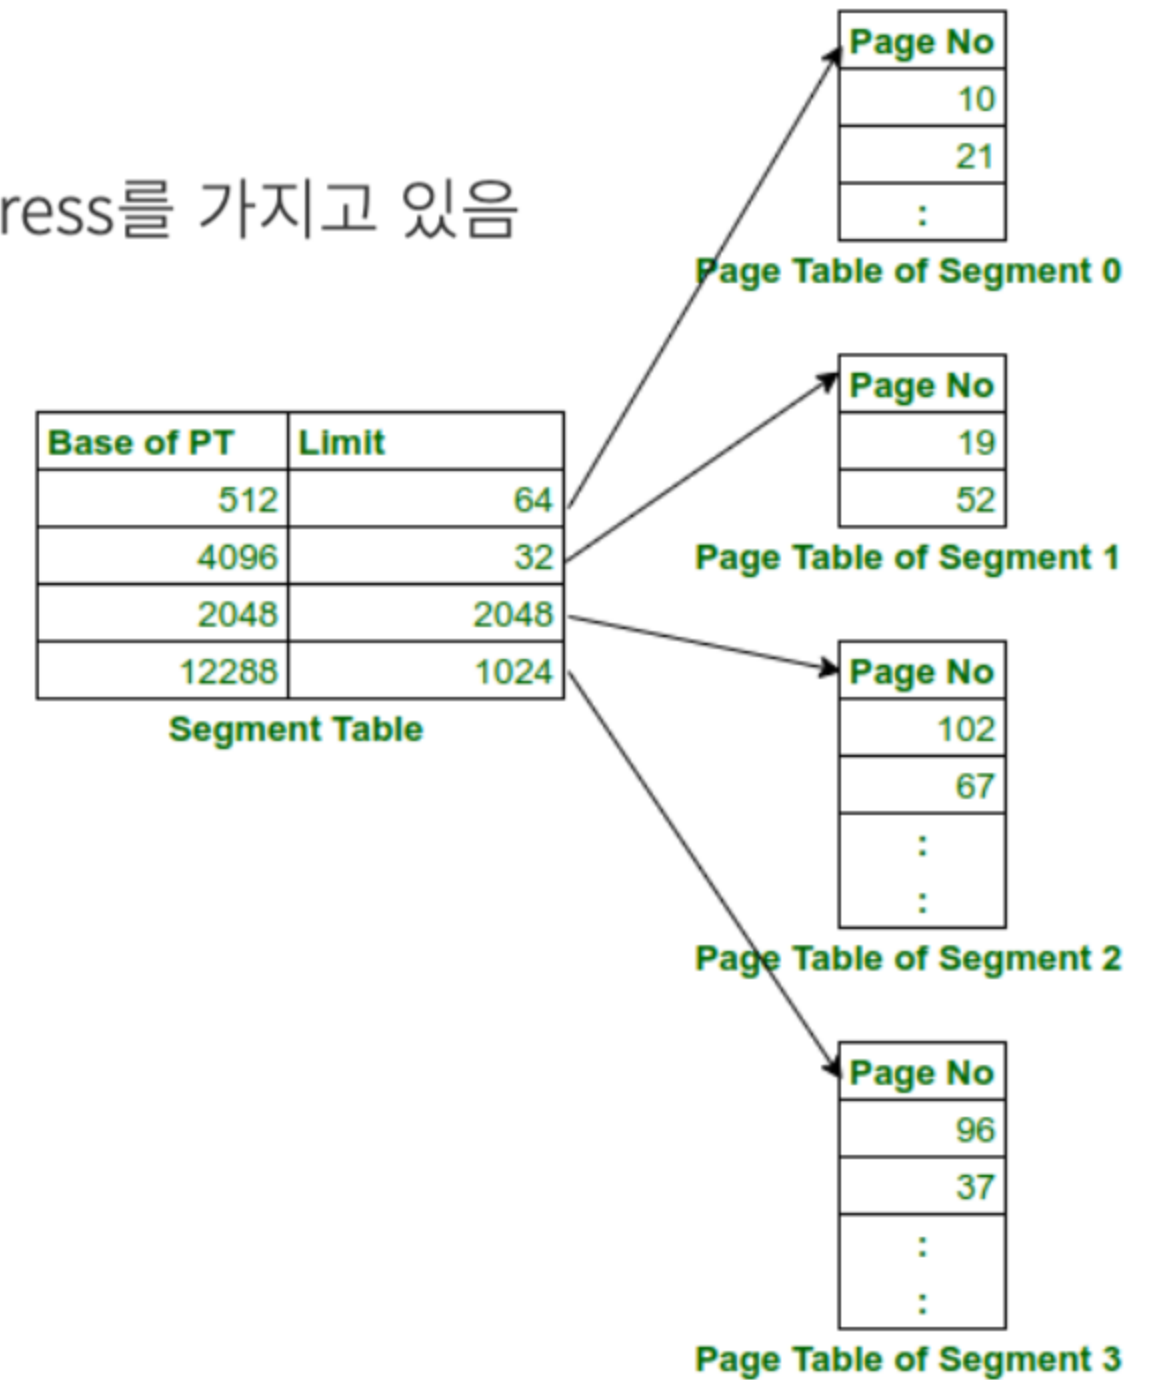 ress를 가지고 있음
Base of PT Limit
512 64
4096 32
2048 2048
12288 1024
Segment Table
Page No
10
21
:
Page Table of Segment 0
Page No
19
52
Page Table of Segment 1
Page No
102
67
:
:
Page Table of Segment 2
Page No
96
37
:
:
Page Table of Segment 3